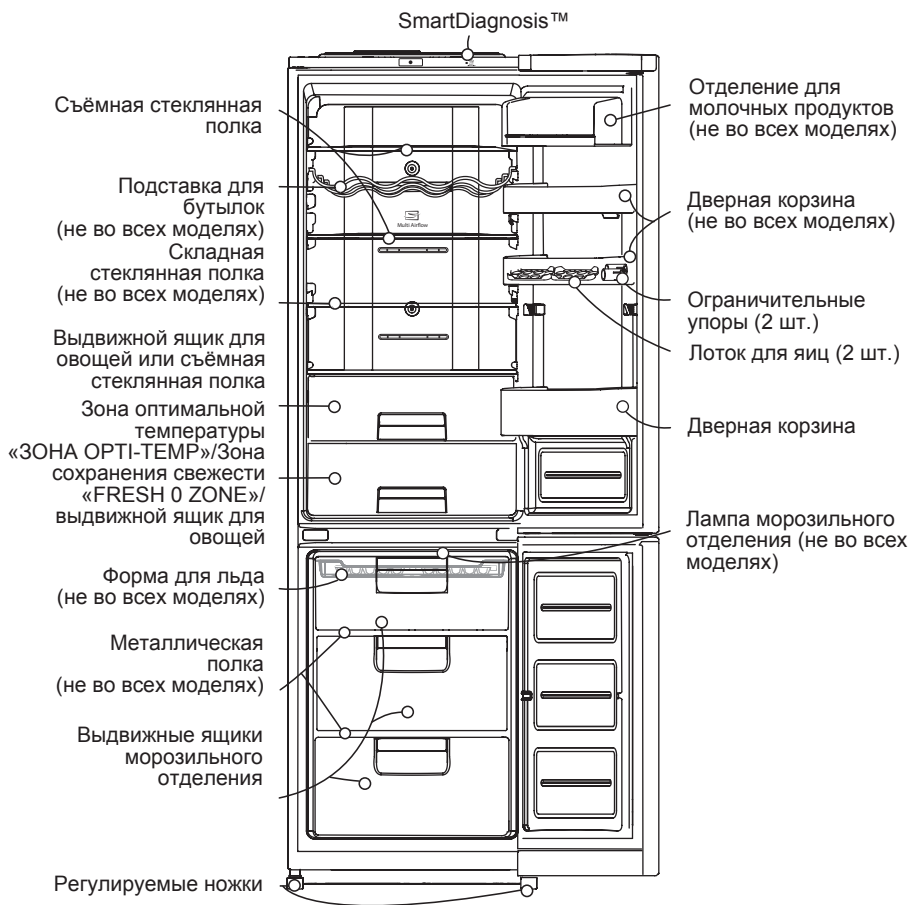 SmartDiagnosis™
Съёмная стеклянная
полка
Подставка для
бутылок
(не во всех моделях)
Складная
стеклянная полка
(не во всех моделях)
Выдвижной ящик для
овощей или съёмная
стеклянная полка
Зона оптимальной
температуры
«ЗОНА OPTI-TEMP»/Зона
сохранения свежести
«FRESH 0 ZONE»/
выдвижной ящик для
овощей
Форма для льда
(не во всех моделях)
Металлическая
полка
(не во всех моделях)
Выдвижные ящики
морозильного
отделения
Регулируемые ножки
Multi Airflow
Отделение для
молочных продуктов
(не во всех моделях)
Дверная корзина
(не во всех моделях)
Ограничительные
упоры (2 шт.)
Лоток для яиц (2 шт.)
Дверная корзина
Лампа морозильного
отделения (не во всех
моделях)